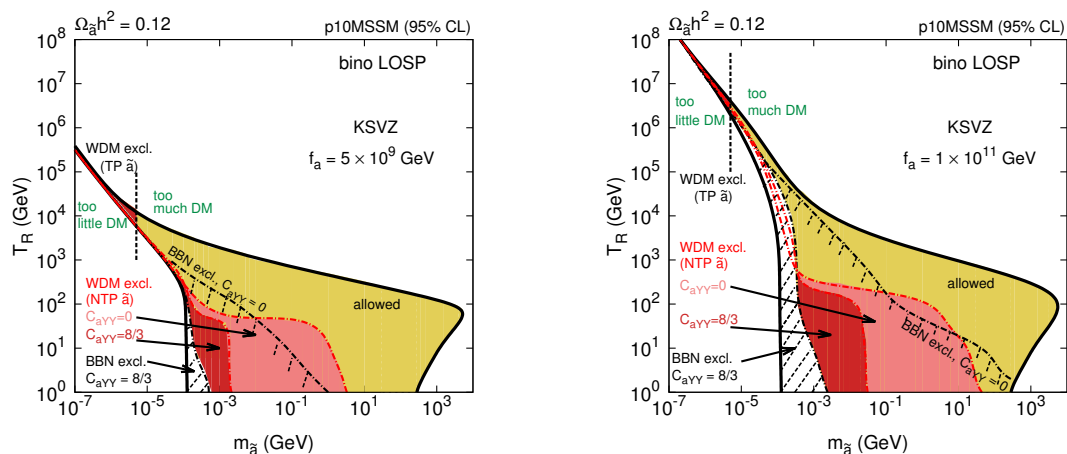 Ω_ã h² = 0.12 p10MSSM (95% CL)
10⁸
10⁷
10⁶
10⁵
10⁴
10³
10²
10¹
10⁰
T_R (GeV)
bino LOSP
KSVZ
f_a = 5 × 10⁹ GeV
WDM excl.
(TP ã)
too
little DM
too
much DM
BBN excl., C_aYY = 0
WDM excl.
(NTP ã)
C_aYY=0
C_aYY=8/3
BBN excl.
C_aYY = 8/3
allowed
10⁻⁷ 10⁻⁵ 10⁻³ 10⁻¹ 10¹ 10³
m_ã (GeV)
Ω_ã h² = 0.12 p10MSSM (95% CL)
10⁸
10⁷
10⁶
10⁵
10⁴
10³
10²
10¹
10⁰
T_R (GeV)
bino LOSP
too
little DM
too
much DM
KSVZ
f_a = 1 × 10¹¹ GeV
WDM excl.
(TP ã)
WDM excl.
(NTP ã)
C_aYY=0
C_aYY=8/3
BBN excl.
C_aYY = 8/3
allowed
BBN excl., C_aYY = 0
10⁻⁷ 10⁻⁵ 10⁻³ 10⁻¹ 10¹ 10³
m_ã (GeV)